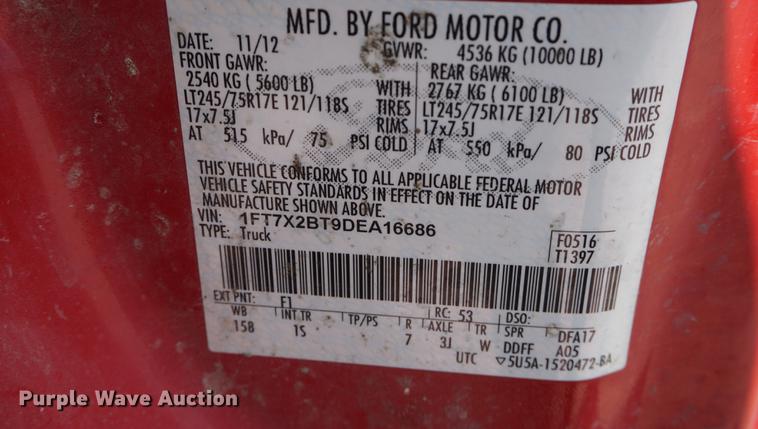 MFD. BY FORD MOTOR CO.
DATE: 11/12 GVWR: 4536 KG (10000 LB)
FRONT GAWR: REAR GAWR:
2540 KG ( 5600 LB) WITH 2767 KG ( 6100 LB) WITH
LT245/75R17E 121/118S TIRES LT245/75R17E 121/118S TIRES
17x7.5J RIMS 17x7.5J RIMS
AT 515 kPa/ 75 PSI COLD AT 550 kPa/ 80 PSI COLD
THIS VEHICLE CONFORMS TO ALL APPLICABLE FEDERAL MOTOR
VEHICLE SAFETY STANDARDS IN EFFECT ON THE DATE OF
MANUFACTURE SHOWN ABOVE.
VIN: 1FT7X2BT9DEA16686
TYPE: Truck
F0516
T1397
EXT PNT: F1 RC: 53 DSO:
WB INT TR TP/PS R AXLE TR SPR DFA17
158 1S 7 3J W DDFF A05
UTC ▽5U5A-1520472-BA
Purple Wave Auction